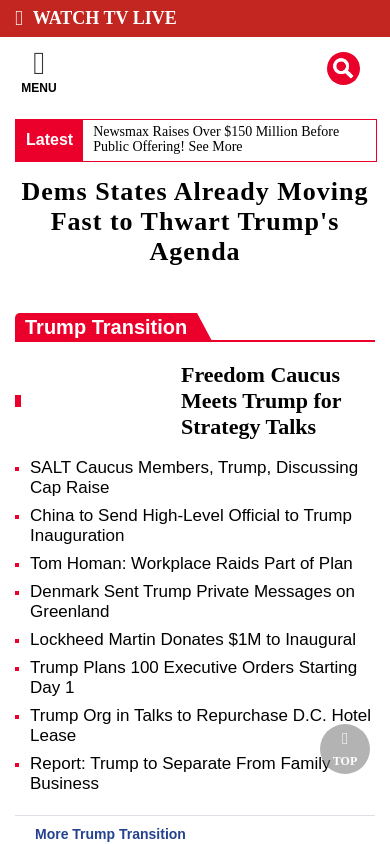 WATCH TV LIVE
MENU
Latest
Newsmax Raises Over $150 Million Before
Public Offering! See More
Dems States Already Moving
Fast to Thwart Trump's
Agenda
Trump Transition
Freedom Caucus
Meets Trump for
Strategy Talks
SALT Caucus Members, Trump, Discussing
Cap Raise
China to Send High-Level Official to Trump
Inauguration
Tom Homan: Workplace Raids Part of Plan
Denmark Sent Trump Private Messages on
Greenland
Lockheed Martin Donates $1M to Inaugural
Trump Plans 100 Executive Orders Starting
Day 1
Trump Org in Talks to Repurchase D.C. Hotel
Lease
Report: Trump to Separate From Family
Business
TOP
More Trump Transition